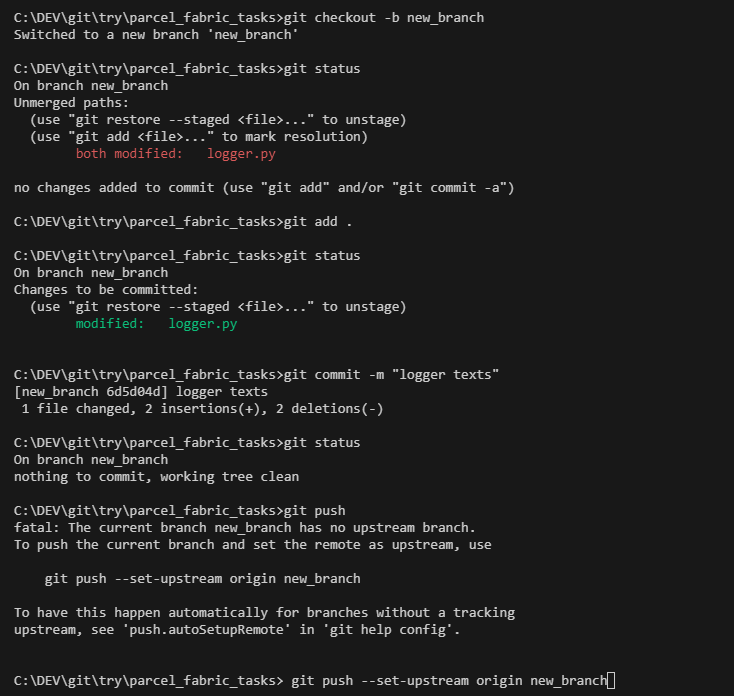 C:\DEV\git\try\parcel_fabric_tasks>git checkout -b new_branch
Switched to a new branch 'new_branch'
C:\DEV\git\try\parcel_fabric_tasks>git status
On branch new_branch
Unmerged paths:
  (use "git restore --staged <file>..." to unstage)
  (use "git add <file>..." to mark resolution)
        both modified:   logger.py
no changes added to commit (use "git add" and/or "git commit -a")
C:\DEV\git\try\parcel_fabric_tasks>git add .
C:\DEV\git\try\parcel_fabric_tasks>git status
On branch new_branch
Changes to be committed:
  (use "git restore --staged <file>..." to unstage)
        modified:   logger.py
C:\DEV\git\try\parcel_fabric_tasks>git commit -m "logger texts"
[new_branch 6d5d04d] logger texts
 1 file changed, 2 insertions(+), 2 deletions(-)
C:\DEV\git\try\parcel_fabric_tasks>git status
On branch new_branch
nothing to commit, working tree clean
C:\DEV\git\try\parcel_fabric_tasks>git push
fatal: The current branch new_branch has no upstream branch.
To push the current branch and set the remote as upstream, use
    git push --set-upstream origin new_branch
To have this happen automatically for branches without a tracking
upstream, see 'push.autoSetupRemote' in 'git help config'.
C:\DEV\git\try\parcel_fabric_tasks> git push --set-upstream origin new_branch